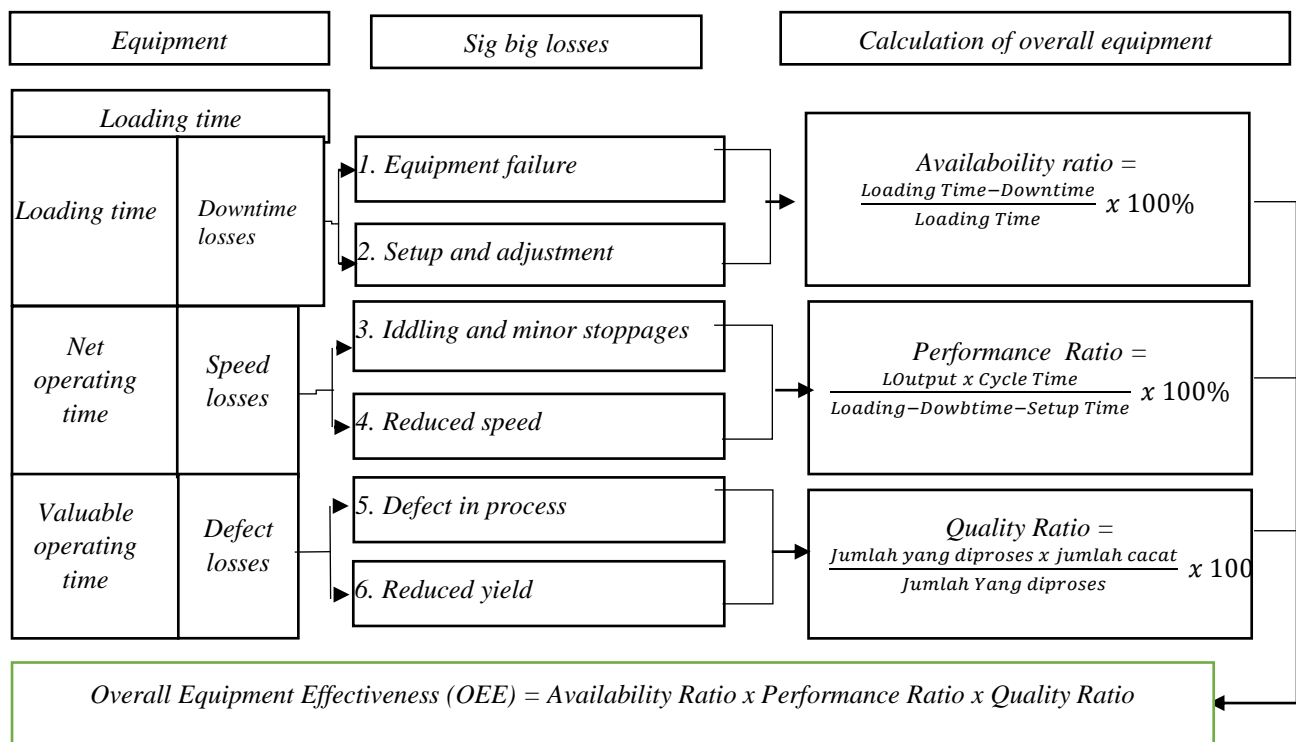 Equipment
Sig big losses
Calculation of overall equipment
Loading time
Loading time
Downtime
losses
1. Equipment failure
2. Setup and adjustment
Availaboility ratio =
Loading Time−Downtime
Loading Time
x 100%
Net
operating
time
Speed
losses
3. Iddling and minor stoppages
4. Reduced speed
Performance Ratio =
LOutput x Cycle Time
Loading−Dowbtime−Setup Time
x 100%
Valuable
operating
time
Defect
losses
5. Defect in process
6. Reduced yield
Quality Ratio =
Jumlah yang diproses x jumlah cacat
Jumlah Yang diproses
x 100
Overall Equipment Effectiveness (OEE) = Availability Ratio x Performance Ratio x Quality Ratio